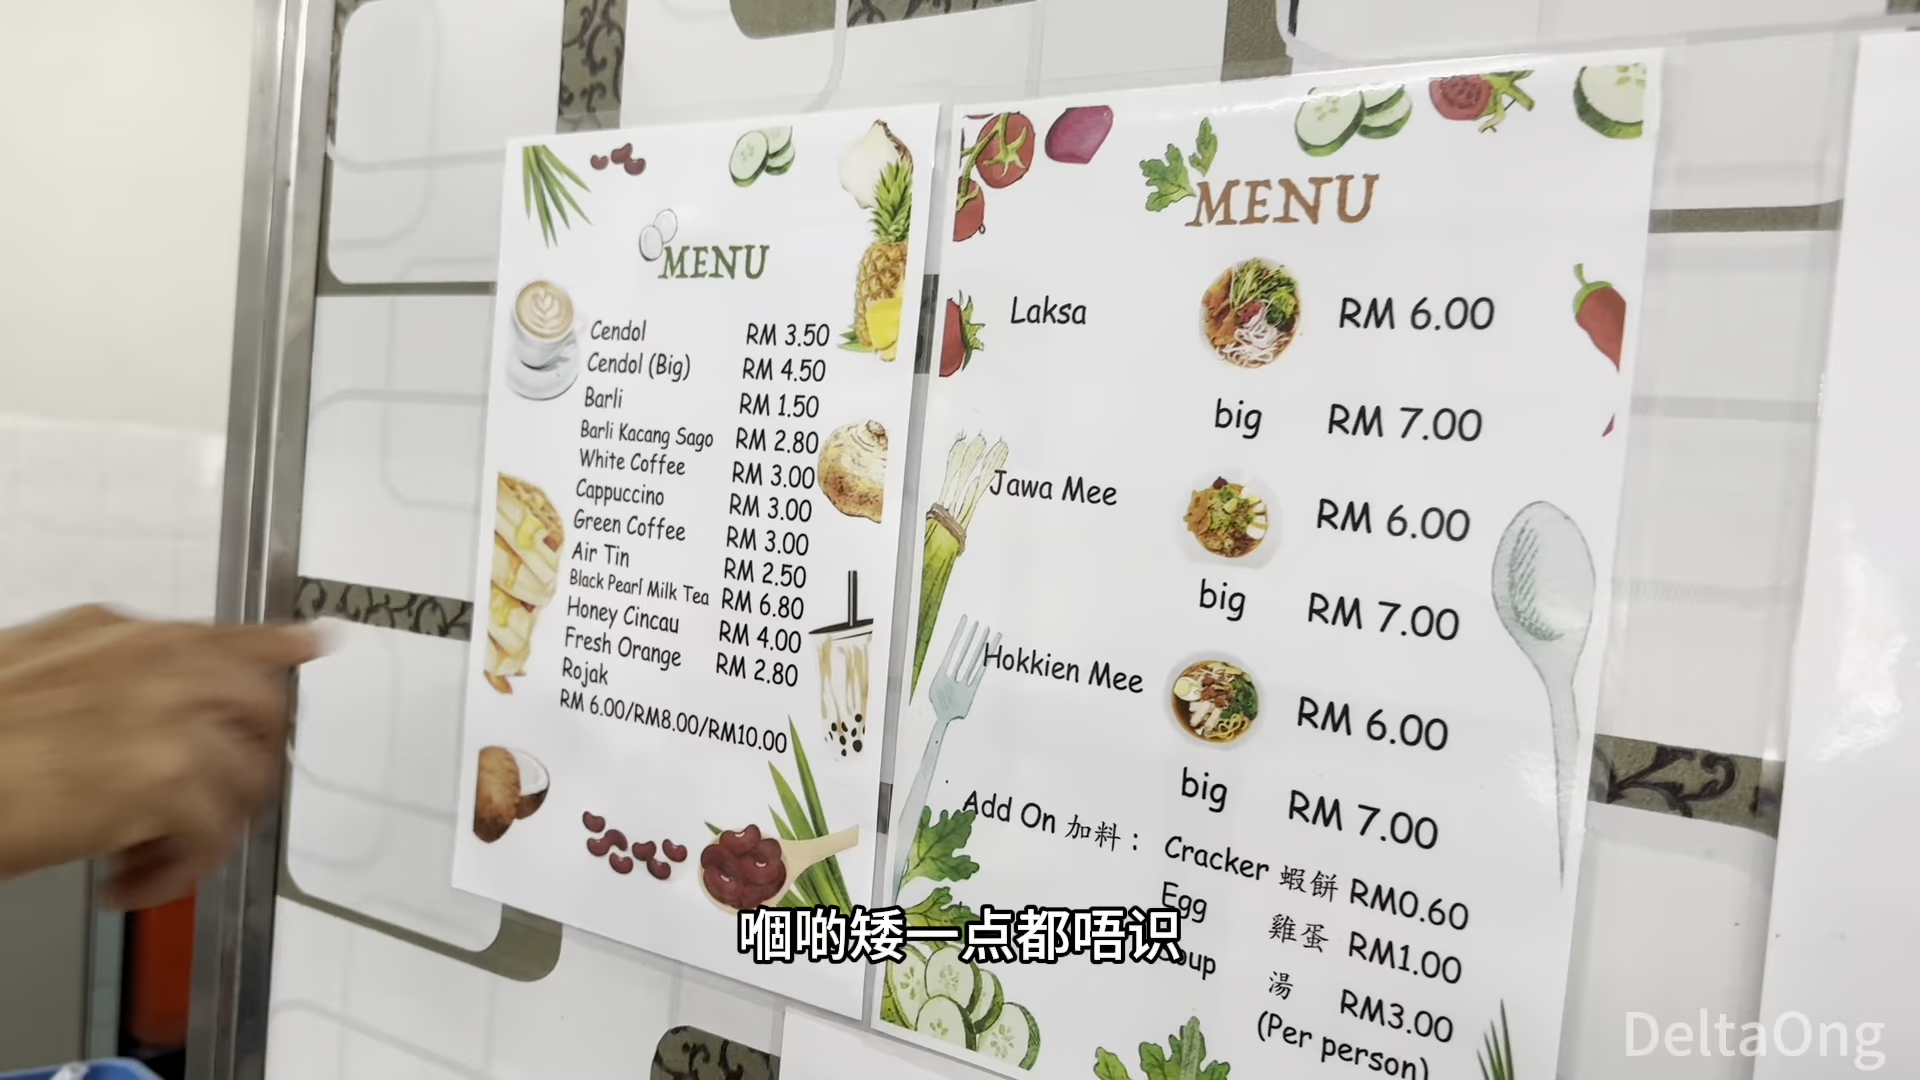 MENU
Cendol RM 3.50
Cendol (Big) RM 4.50
Barli RM 1.50
Barli Kacang Sago RM 2.80
White Coffee RM 3.00
Cappuccino RM 3.00
Green Coffee RM 3.00
Air Tin RM 2.50
Black Pearl Milk Tea RM 6.80
Honey Cincau RM 4.00
Fresh Orange RM 2.80
Rojak
RM 6.00/RM8.00/RM10.00
MENU
Laksa RM 6.00
big RM 7.00
Jawa Mee RM 6.00
big RM 7.00
Hokkien Mee RM 6.00
big RM 7.00
Add On 加料：
Cracker 蝦餅 RM0.60
Egg 雞蛋 RM1.00
湯 RM3.00
(Per person)
嗰啲矮一点都唔识
DeltaOng